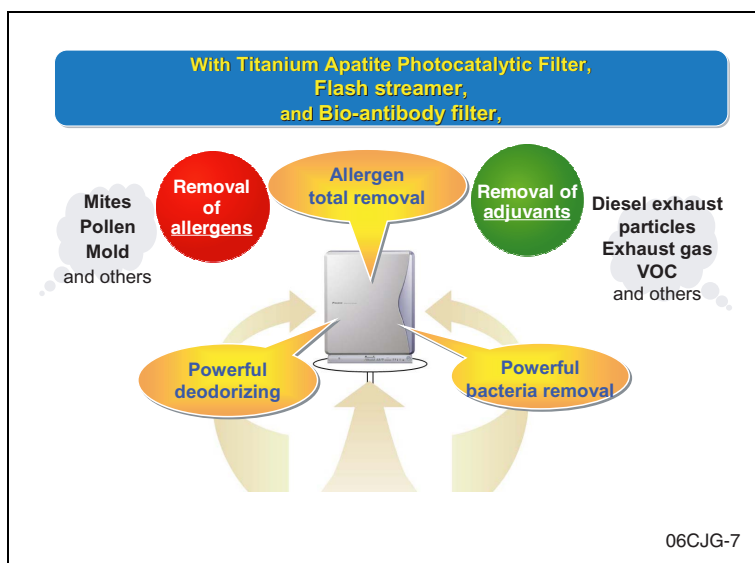 With Titanium Apatite Photocatalytic Filter,
Flash streamer,
and Bio-antibody filter,
Mites
Pollen
Mold
and others
Removal
of
allergens
Allergen
total removal
Removal of
adjuvants
Diesel exhaust
particles
Exhaust gas
VOC
and others
Powerful
deodorizing
Powerful
bacteria removal
06CJG-7